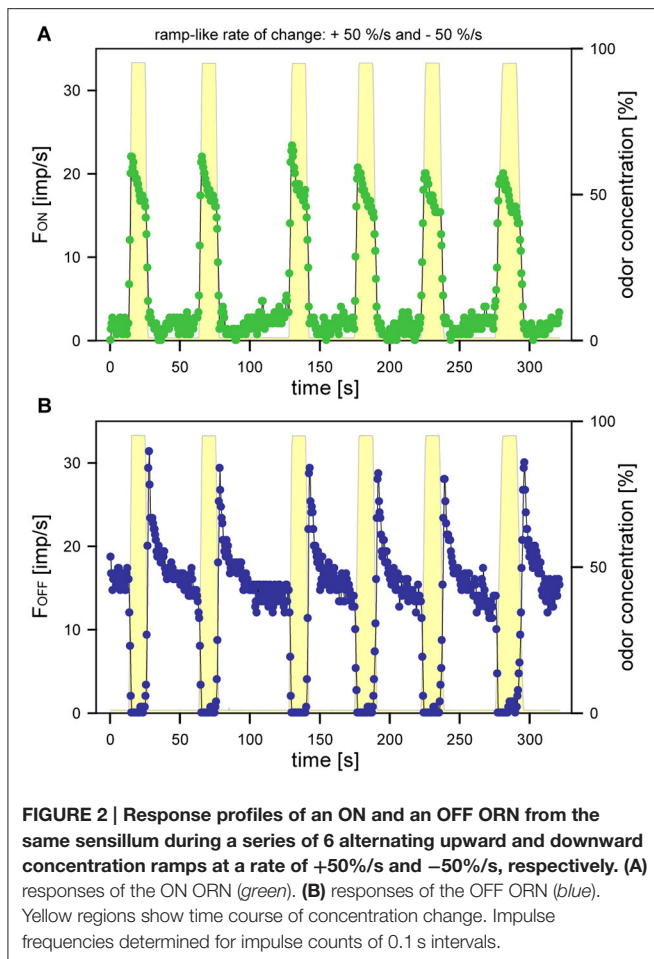 A
ramp-like rate of change: + 50 %/s and - 50 %/s
30
20
10
0
FON [imp/s]
100
50
0
odor concentration [%]
0 50 100 150 200 250 300
time [s]
B
30
20
10
0
FOFF [imp/s]
100
50
0
odor concentration [%]
0 50 100 150 200 250 300
time [s]
FIGURE 2 | Response profiles of an ON and an OFF ORN from the
same sensillum during a series of 6 alternating upward and downward
concentration ramps at a rate of +50%/s and −50%/s, respectively. (A)
responses of the ON ORN (green). (B) responses of the OFF ORN (blue).
Yellow regions show time course of concentration change. Impulse
frequencies determined for impulse counts of 0.1 s intervals.